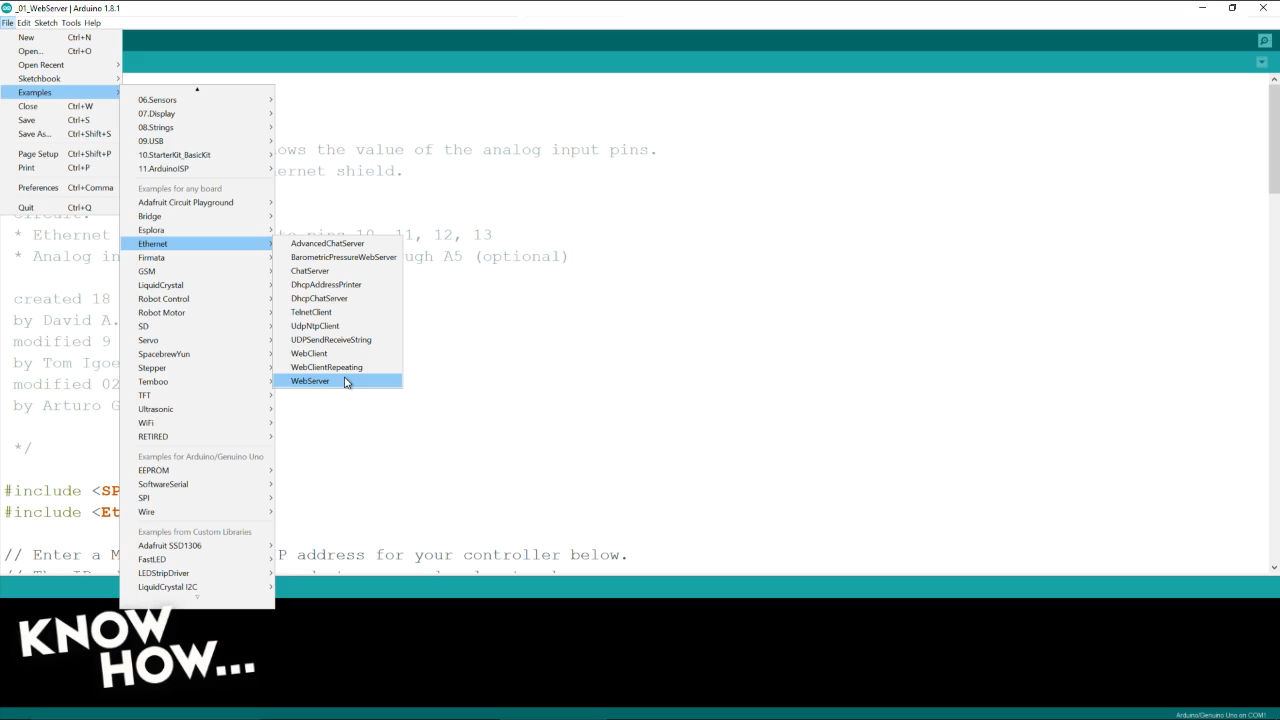 _01_WebServer | Arduino 1.8.1
File Edit Sketch Tools Help
New Ctrl+N
Open... Ctrl+O
Open Recent
Sketchbook
Examples
Close Ctrl+W
Save Ctrl+S
Save As... Ctrl+Shift+S
Page Setup Ctrl+Shift+P
Print Ctrl+P
Preferences Ctrl+Comma
Quit Ctrl+Q
06.Sensors
07.Display
08.Strings
09.USB
10.StarterKit_BasicKit
11.ArduinoISP
Examples for any board
Adafruit Circuit Playground
Bridge
Esplora
Ethernet
Firmata
GSM
LiquidCrystal
Robot Control
Robot Motor
SD
Servo
SpacebrewYun
Stepper
Temboo
TFT
Ultrasonic
WiFi
RETIRED
Examples for Arduino/Genuino Uno
EEPROM
SoftwareSerial
SPI
Wire
Examples from Custom Libraries
Adafruit SSD1306
FastLED
LEDStripDriver
LiquidCrystal I2C
AdvancedChatServer
BarometricPressureWebServer
ChatServer
DhcpAddressPrinter
DhcpChatServer
TelnetClient
UdpNtpClient
UDPSendReceiveString
WebClient
WebClientRepeating
WebServer
ows the value of the analog input pins.
ernet shield.
* Ethernet to pins 10, 11, 12, 13
* Analog in ugh A5 (optional)
created 18
by David A.
modified 9
by Tom Igoe
modified 02
by Arturo G
*/
#include <SP
#include <Et
// Enter a M P address for your controller below.
KNOW
HOW...
Arduino/Genuino Uno on COM1